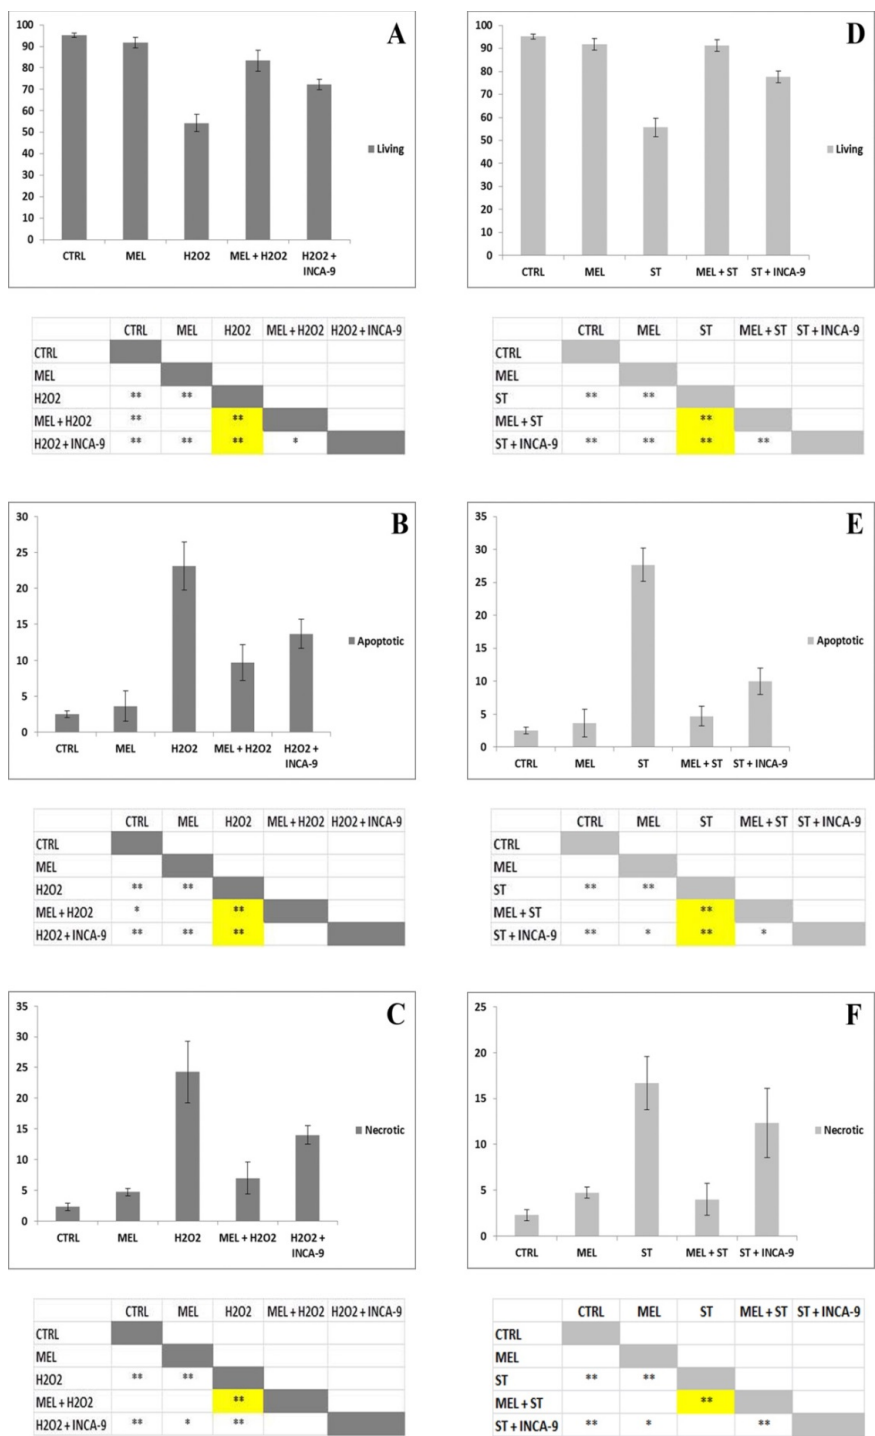 A
100
90
80
70
60
50
40
30
20
10
0
CTRL MEL H2O2 MEL + H2O2 H2O2 +
INCA-9
Living
CTRL MEL H2O2 MEL + H2O2 H2O2 + INCA-9
CTRL
MEL
H2O2 ** **
MEL + H2O2 ** **
H2O2 + INCA-9 ** ** ** *
D
100
90
80
70
60
50
40
30
20
10
0
CTRL MEL ST MEL + ST ST + INCA-9
Living
CTRL MEL ST MEL + ST ST + INCA-9
CTRL
MEL
ST ** **
MEL + ST **
ST + INCA-9 ** ** ** **
B
30
25
20
15
10
5
0
CTRL MEL H2O2 MEL + H2O2 H2O2 +
INCA-9
Apoptotic
CTRL MEL H2O2 MEL + H2O2 H2O2 + INCA-9
CTRL
MEL
H2O2 ** **
MEL + H2O2 * **
H2O2 + INCA-9 ** ** **
E
35
30
25
20
15
10
5
0
CTRL MEL ST MEL + ST ST + INCA-9
Apoptotic
CTRL MEL ST MEL + ST ST + INCA-9
CTRL
MEL
ST ** **
MEL + ST **
ST + INCA-9 ** * ** *
C
35
30
25
20
15
10
5
0
CTRL MEL H2O2 MEL + H2O2 H2O2 +
INCA-9
Necrotic
CTRL MEL H2O2 MEL + H2O2 H2O2 + INCA-9
CTRL
MEL
H2O2 ** **
MEL + H2O2 **
H2O2 + INCA-9 ** * **
F
25
20
15
10
5
0
CTRL MEL ST MEL + ST ST + INCA-9
Necrotic
CTRL MEL ST MEL + ST ST + INCA-9
CTRL
MEL
ST ** **
MEL + ST **
ST + INCA-9 ** * **